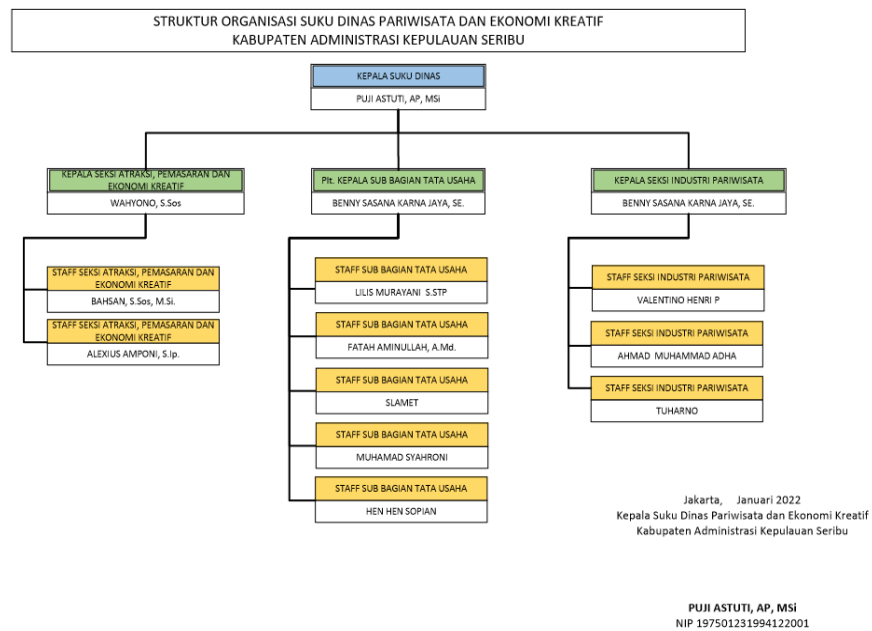 STRUKTUR ORGANISASI SUKU DINAS PARIWISATA DAN EKONOMI KREATIF
KABUPATEN ADMINISTRASI KEPULAUAN SERIBU
KEPALA SUKU DINAS
PUJI ASTUTI, AP, MSi
KEPALA SEKSI ATRAKSI, PEMASARAN DAN
EKONOMI KREATIF
WAHYONO, S.Sos
Plt. KEPALA SUB BAGIAN TATA USAHA
BENNY SASANA KARNA JAYA, SE.
KEPALA SEKSI INDUSTRI PARIWISATA
BENNY SASANA KARNA JAYA, SE.
STAFF SEKSI ATRAKSI, PEMASARAN DAN
EKONOMI KREATIF
BAHSAN, S.Sos, M.Si.
STAFF SEKSI ATRAKSI, PEMASARAN DAN
EKONOMI KREATIF
ALEXIUS AMPONI, S.Ip.
STAFF SUB BAGIAN TATA USAHA
LILIS MURAYANI S.STP
STAFF SUB BAGIAN TATA USAHA
FATAH AMINULLAH, A.Md.
STAFF SUB BAGIAN TATA USAHA
SLAMET
STAFF SUB BAGIAN TATA USAHA
MUHAMAD SYAHRONI
STAFF SUB BAGIAN TATA USAHA
HEN HEN SOPIAN
STAFF SEKSI INDUSTRI PARIWISATA
VALENTINO HENRI P
STAFF SEKSI INDUSTRI PARIWISATA
AHMAD MUHAMMAD ADHA
STAFF SEKSI INDUSTRI PARIWISATA
TUHARNO
Jakarta, Januari 2022
Kepala Suku Dinas Pariwisata dan Ekonomi Kreatif
Kabupaten Administrasi Kepulauan Seribu
PUJI ASTUTI, AP, MSi
NIP 197501231994122001